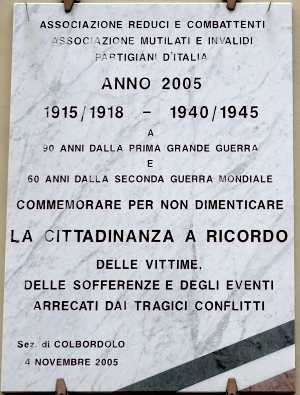 ASSOCIAZIONE REDUCI E COMBATTENTI
ASSOCIAZIONE MUTILATI E INVALIDI
PARTIGIANI D'ITALIA
ANNO 2005
1915/1918 - 1940/1945
A
90 ANNI DALLA PRIMA GRANDE GUERRA
E
60 ANNI DALLA SECONDA GUERRA MONDIALE
COMMEMORARE PER NON DIMENTICARE
LA CITTADINANZA A RICORDO
DELLE VITTIME,
DELLE SOFFERENZE E DEGLI EVENTI
ARRECATI DAI TRAGICI CONFLITTI
Sez. di COLBORDOLO
4 NOVEMBRE 2005